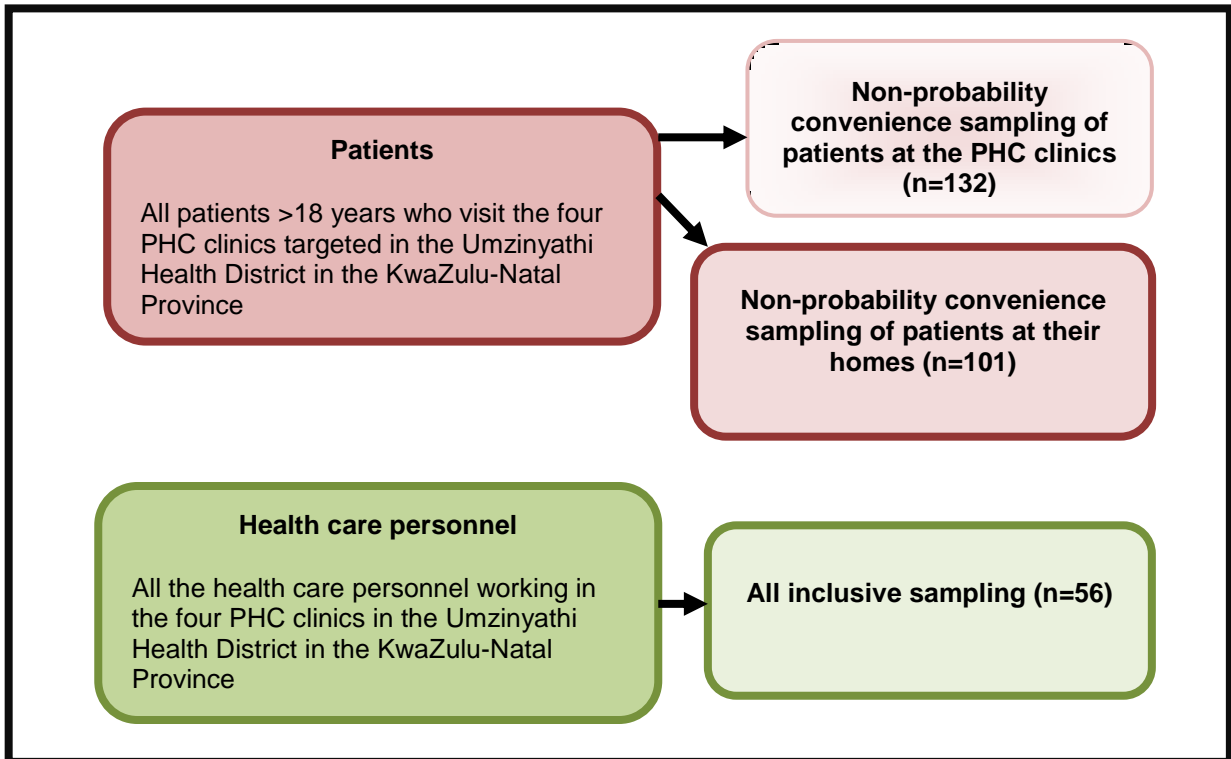 Patients
All patients >18 years who visit the four
PHC clinics targeted in the Umzinyathi
Health District in the KwaZulu-Natal
Province
Non-probability
convenience sampling of
patients at the PHC clinics
(n=132)
Non-probability convenience
sampling of patients at their
homes (n=101)
Health care personnel
All the health care personnel working in
the four PHC clinics in the Umzinyathi
Health District in the KwaZulu-Natal
Province
All inclusive sampling (n=56)